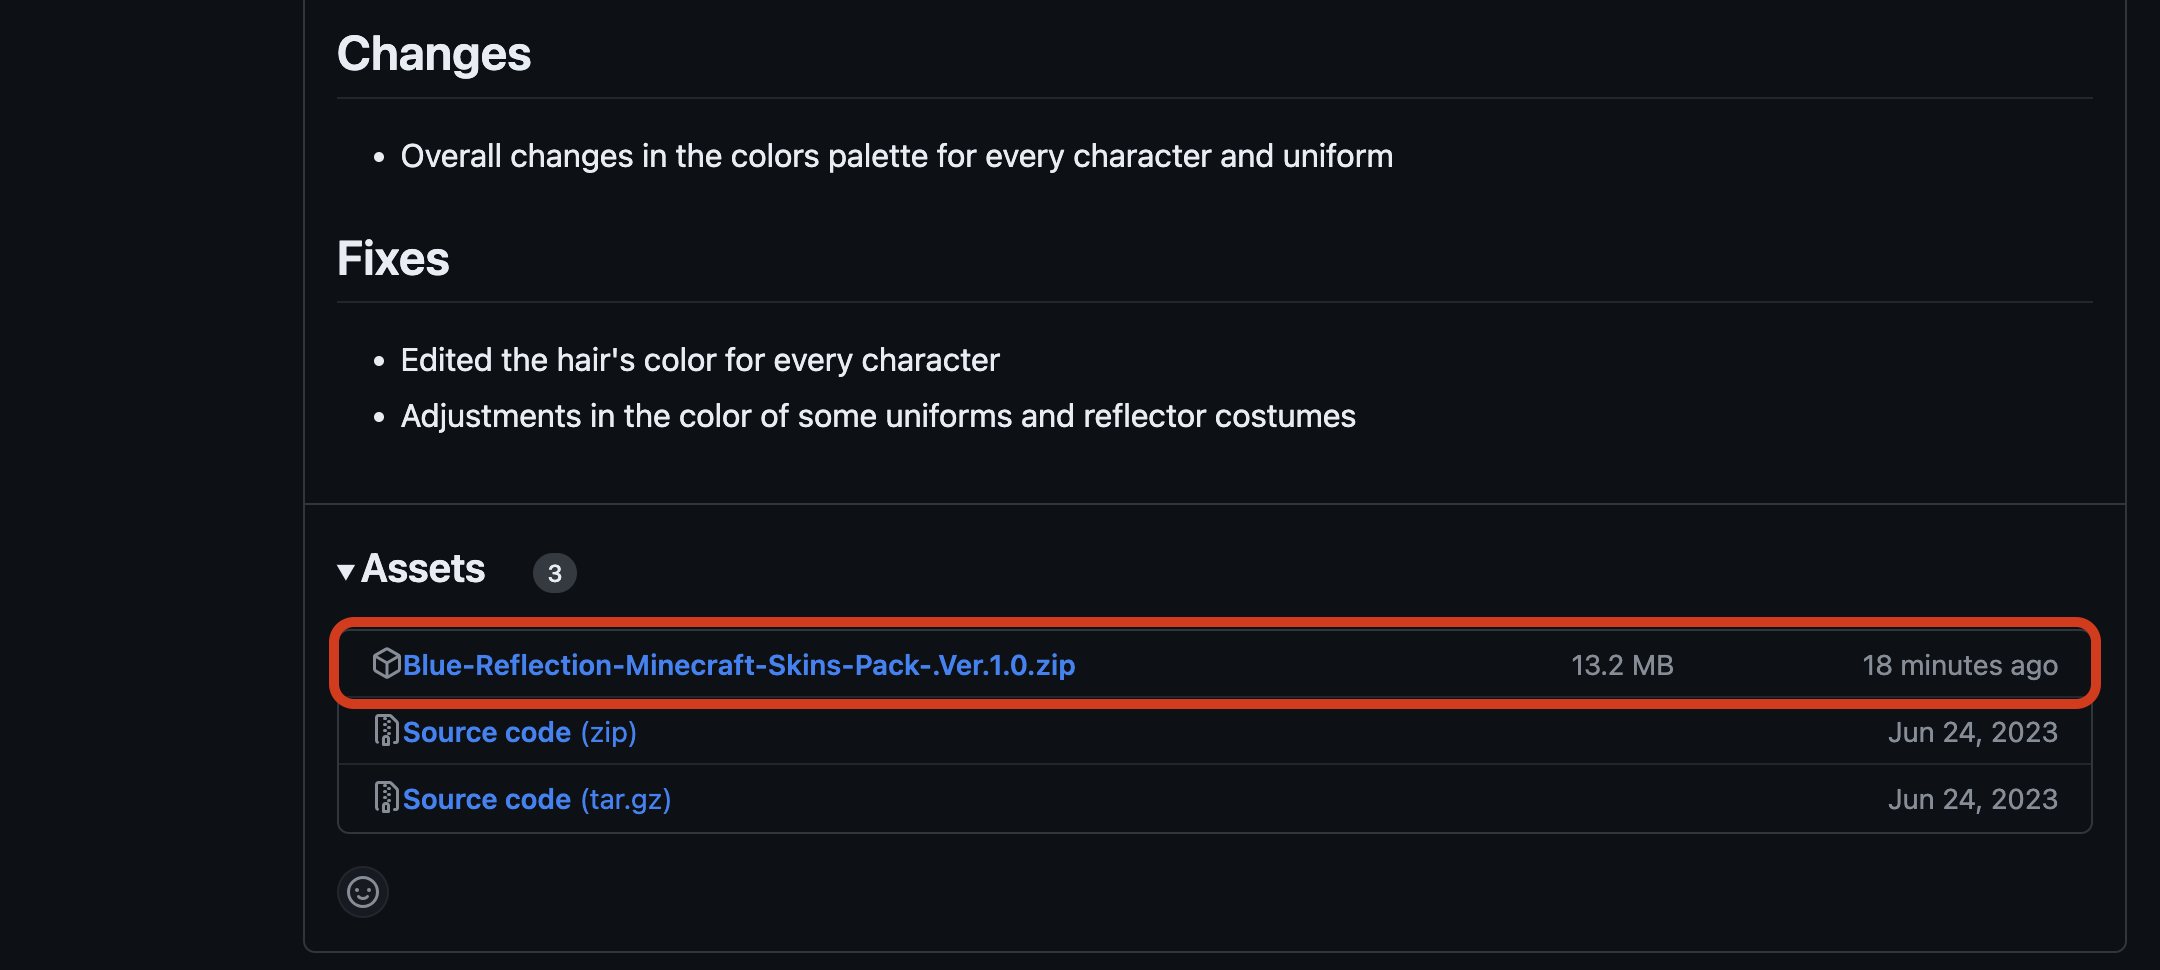 Changes
Overall changes in the colors palette for every character and uniform
Fixes
Edited the hair's color for every character
Adjustments in the color of some uniforms and reflector costumes
Assets 3
Blue-Reflection-Minecraft-Skins-Pack-.Ver.1.0.zip 13.2 MB 18 minutes ago
Source code (zip) Jun 24, 2023
Source code (tar.gz) Jun 24, 2023